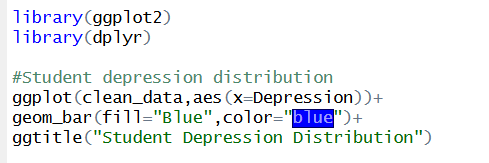 library(ggplot2)
library(dplyr)
#Student depression distribution
ggplot(clean_data,aes(x=Depression))+
geom_bar(fill="Blue",color="blue")+
ggtitle("Student Depression Distribution")